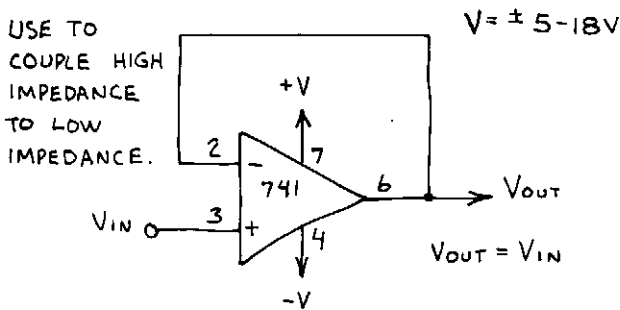 USE TO
COUPLE HIGH
IMPEDANCE
TO LOW
IMPEDANCE.
V = ± 5-18V
+V
2
-
7
741
6
VOUT
VIN
3
+
4
VOUT = VIN
-V